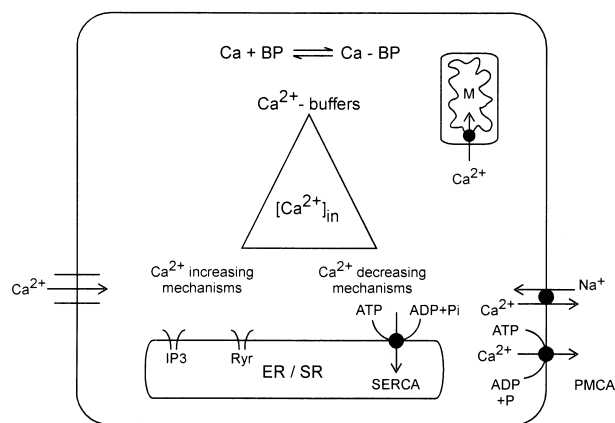 Ca + BP ⇌ Ca - BP
Ca²⁺- buffers
M
Ca²⁺
[Ca²⁺]in
Ca²⁺ increasing
mechanisms
Ca²⁺ decreasing
mechanisms
Ca²⁺
Na⁺
Ca²⁺
ATP
ADP+Pi
ATP
Ca²⁺
IP3
Ryr
ER / SR
SERCA
ADP
+P
PMCA